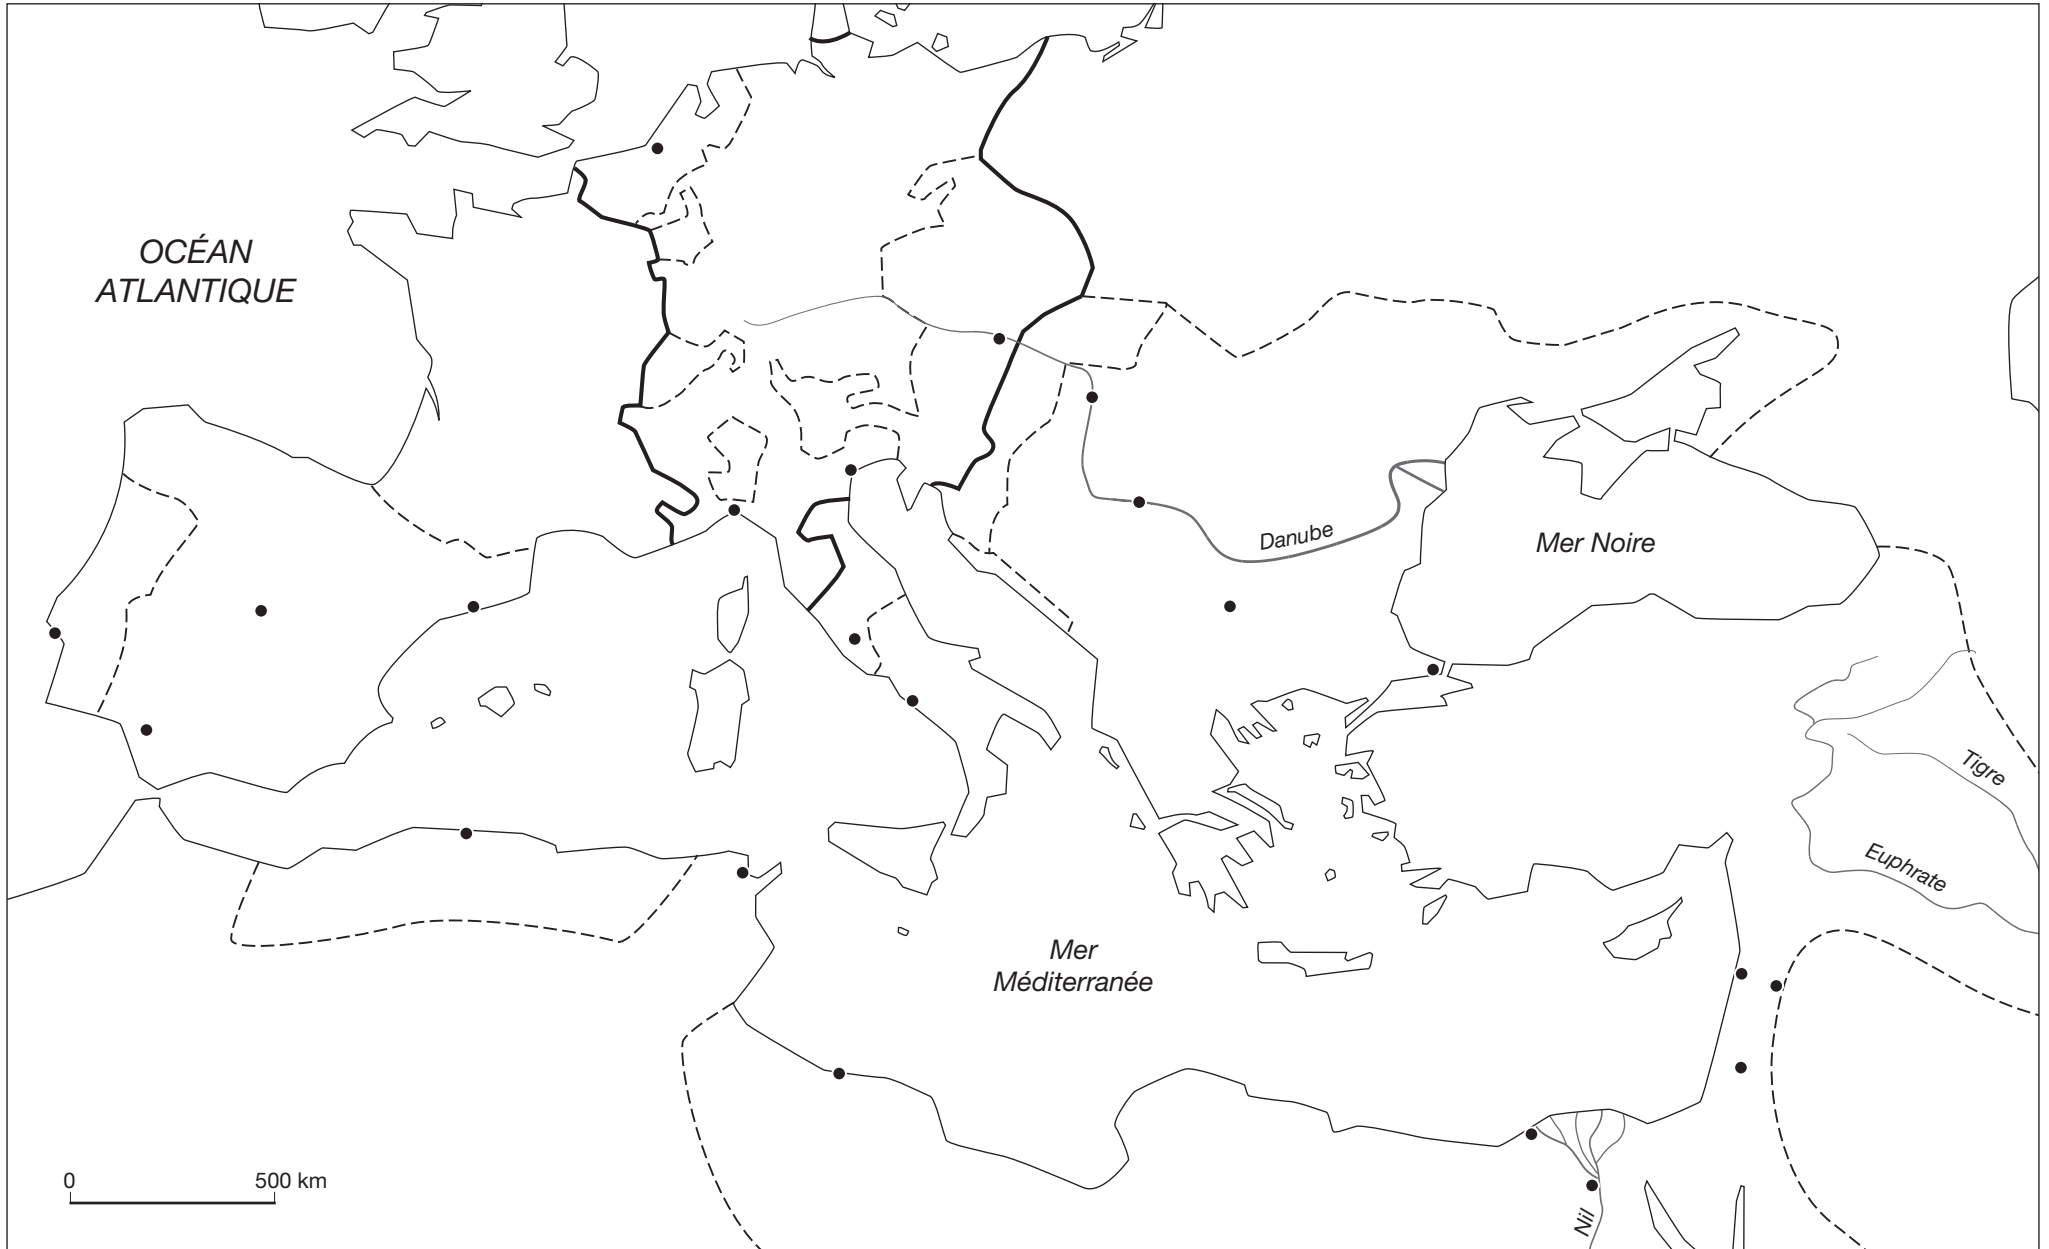 OCÉAN
ATLANTIQUE
Danube
Mer Noire
Tigre
Euphrate
Mer
Méditerranée
0 500 km
Nil